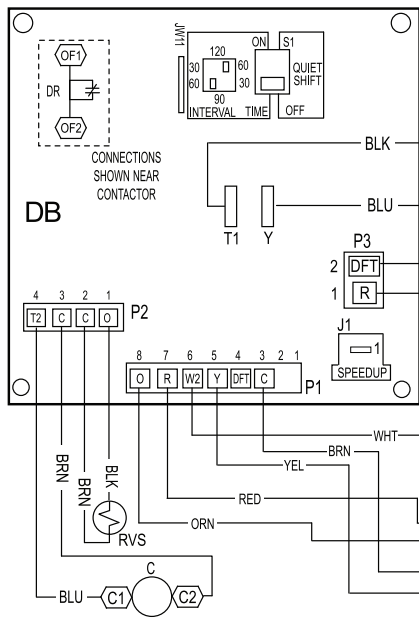 OF1
DR
OF2
CONNECTIONS
SHOWN NEAR
CONTACTOR
JW11
120
30
60
60
30
90
INTERVAL
TIME
ON
S1
QUIET
SHIFT
OFF
BLK
BLU
T1
Y
DB
P3
2
DFT
1
R
J1
1
SPEEDUP
4
3
2
1
T2
C
C
O
P2
8
7
6
5
4
3
2
1
O
R
W2
Y
DFT
C
P1
WHT
BRN
YEL
RED
ORN
BRN
BRN
BLK
RVS
C
BLU
C1
C2